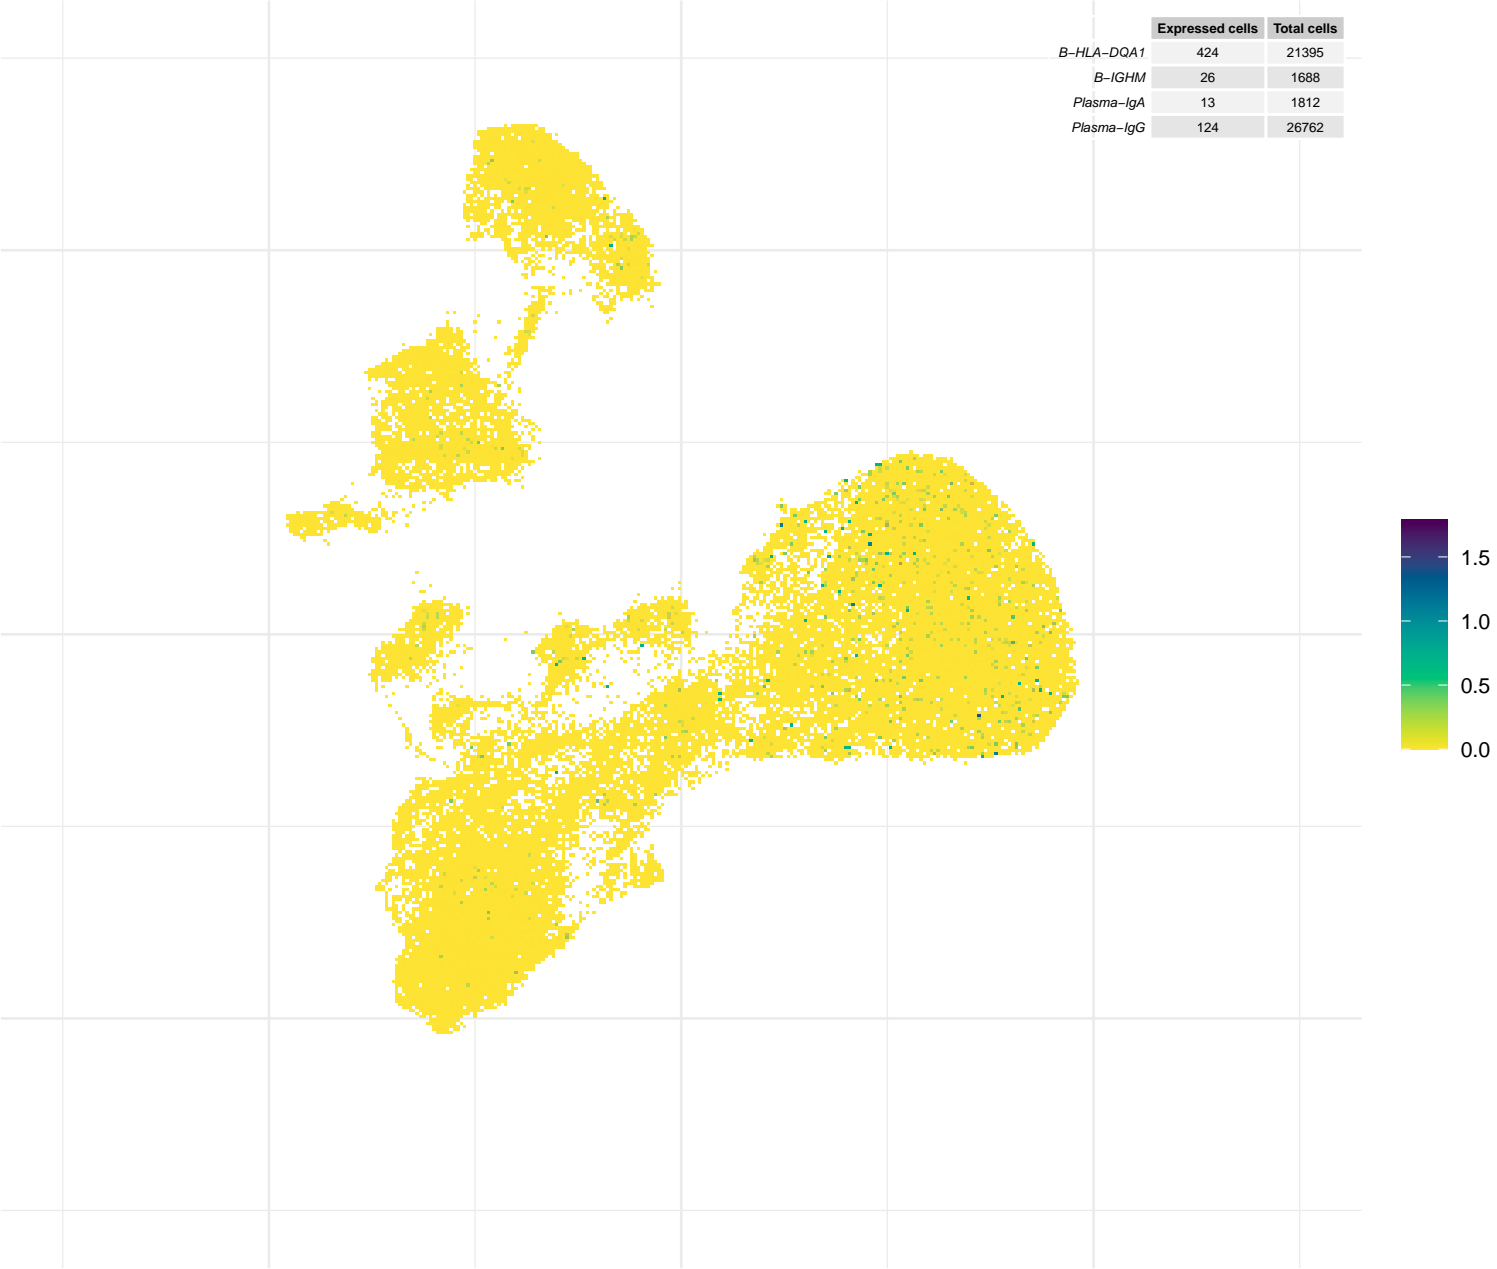 Expressed cells Total cells
B−HLA−DQA1 424 21395
B−IGHM 26 1688
Plasma−IgA 13 1812
Plasma−IgG 124 26762
1.5
1.0
0.5
0.0